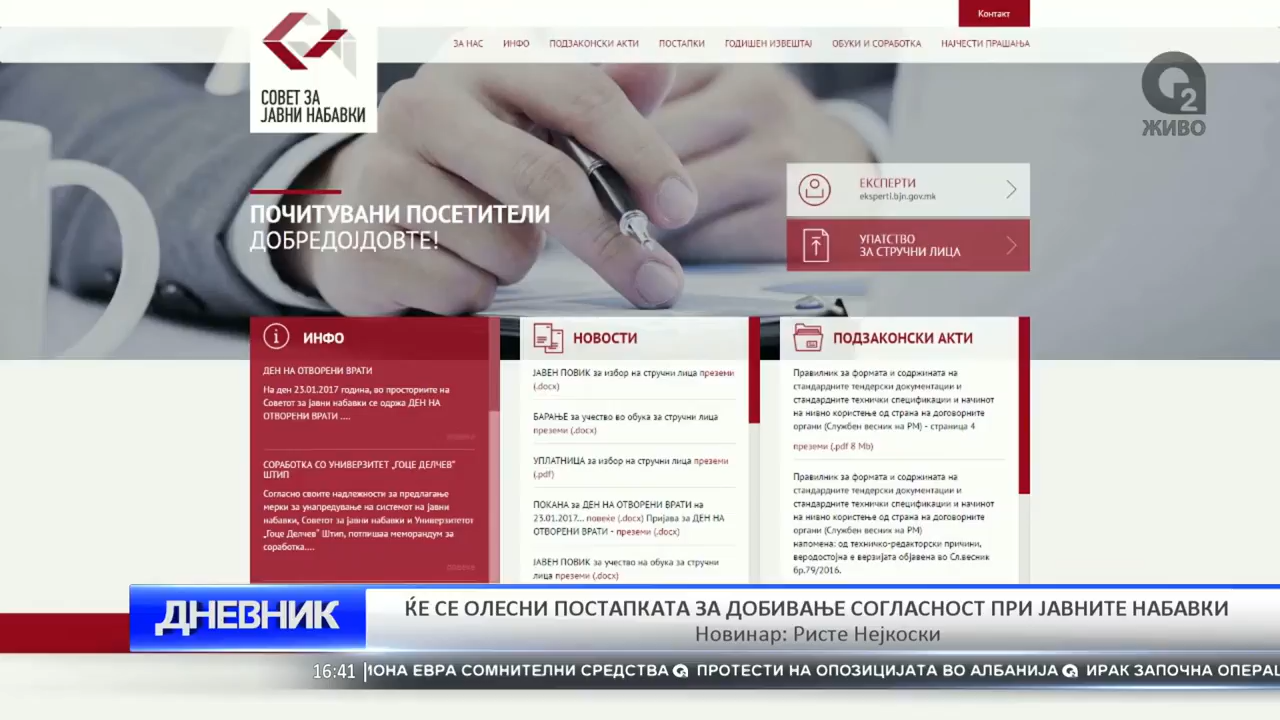 Контакт
СОВЕТ ЗА
ЈАВНИ НАБАВКИ
ЗА НАС ИНФО ПОДЗАКОНСКИ АКТИ ПОСТАПКИ ГОДИШЕН ИЗВЕШТАЈ ОБУКИ И СОРАБОТКА НАЈЧЕСТИ ПРАШАЊА
2
ЖИВО
ПОЧИТУВАНИ ПОСЕТИТЕЛИ
ДОБРЕДОЈДОВТЕ!
ЕКСПЕРТИ
eksperti.bjn.gov.mk
УПАТСТВО
ЗА СТРУЧНИ ЛИЦА
ИНФО
ДЕН НА ОТВОРЕНИ ВРАТИ
На ден 23.01.2017 година, во просториите на
Советот за јавни набавки се одржа ДЕН НА
ОТВОРЕНИ ВРАТИ ....
СОРАБОТКА СО УНИВЕРЗИТЕТ „ГОЦЕ ДЕЛЧЕВ"
ШТИП
Согласно своите надлежности за предлагање
мерки за унапредување на системот на јавни
набавки, Советот за јавни набавки и Универзитетот
„Гоце Делчев" Штип, потпишаа меморандум за
соработка....
НОВОСТИ
ЈАВЕН ПОВИК за избор на стручни лица преземи
(.docx)
БАРАЊЕ за учество во обука за стручни лица
преземи (.docx)
УПЛАТНИЦА за избор на стручни лица преземи
(.pdf)
ПОКАНА за ДЕН НА ОТВОРЕНИ ВРАТИ на
23.01.2017... повеќе (.docx) Пријава за ДЕН НА
ОТВОРЕНИ ВРАТИ - преземи (.docx)
ЈАВЕН ПОВИК за учество на обука за стручни
лица преземи (.docx)
ПОДЗАКОНСКИ АКТИ
Правилник за формата и содржината на
стандардните тендерски документации и
стандардните технички спецификации и начинот
на нивно користење од страна на договорните
органи (Службен весник на РМ) - страница 4
преземи (.pdf 8 Mb)
Правилник за формата и содржината на
стандардните тендерски документации и
стандардните технички спецификации и начинот
на нивно користење од страна на договорните
органи (Службен весник на РМ)
напомена: од техничко-редакторски причини,
веродостојна е верзијата објавена во Сл.весник
бр.79/2016.
ДНЕВНИК
ЌЕ СЕ ОЛЕСНИ ПОСТАПКАТА ЗА ДОБИВАЊЕ СОГЛАСНОСТ ПРИ ЈАВНИТЕ НАБАВКИ
Новинар: Ристе Нејкоски
16:41 ИОНА ЕВРА СОМНИТЕЛНИ СРЕДСТВА ПРОТЕСТИ НА ОПОЗИЦИЈАТА ВО АЛБАНИЈА ИРАК ЗАПОЧНА ОПЕРАЦ